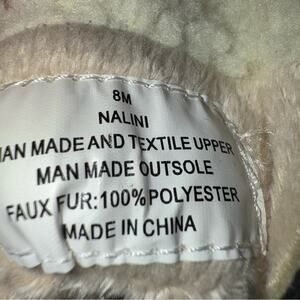 8M
NALINI
MAN MADE AND TEXTILE UPPER
MAN MADE OUTSOLE
FAUX FUR:100% POLYESTER
MADE IN CHINA